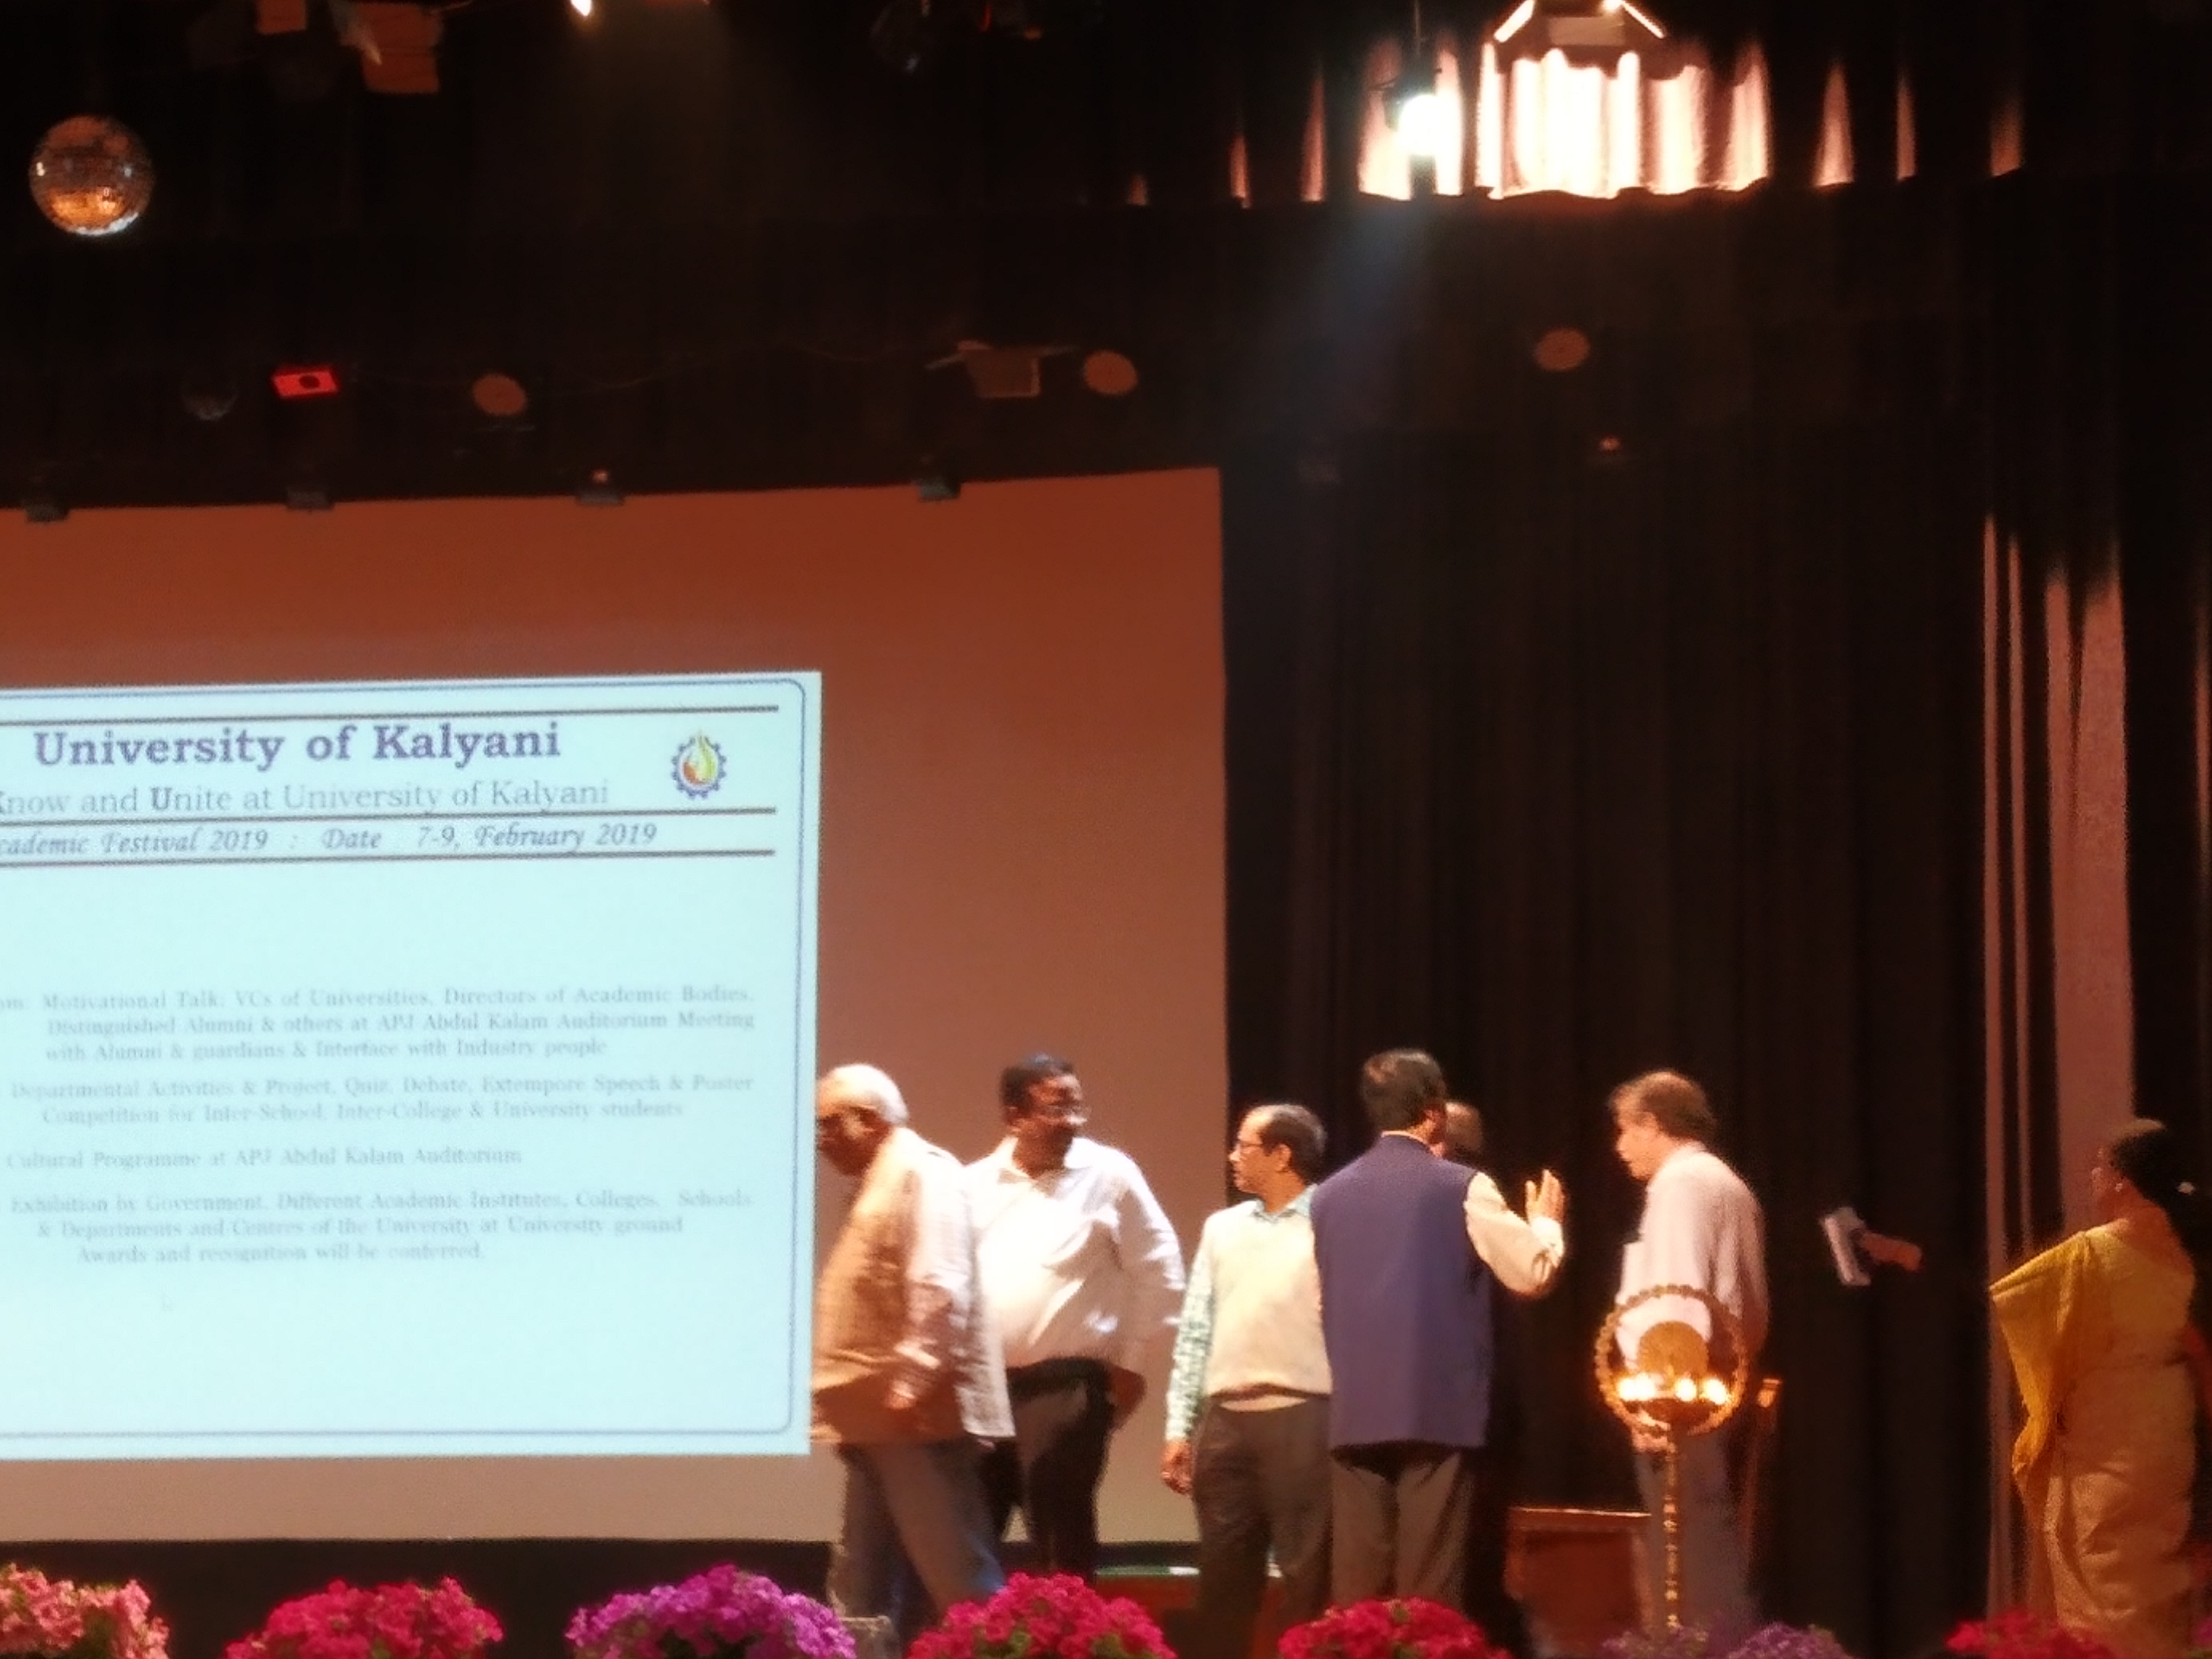 University of Kalyani
Know and Unite at University of Kalyani
cademic Festival 2019 : Date 7-9, February 2019
Motivational Talk: VCs of Universities, Directors of Academic Bodies,
Distinguished Alumni & others at APJ Abdul Kalam Auditorium Meeting
with Alumni & guardians & Interface with Industry people
Departmental Activities & Project, Quiz, Debate, Extempore Speech & Poster
Competition for Inter-School, Inter-College & University students
Cultural Programme at APJ Abdul Kalam Auditorium
Exhibition by Government, Different Academic Institutes, Colleges, Schools
& Departments and Centres of the University at University ground
Awards and recognition will be conferred.